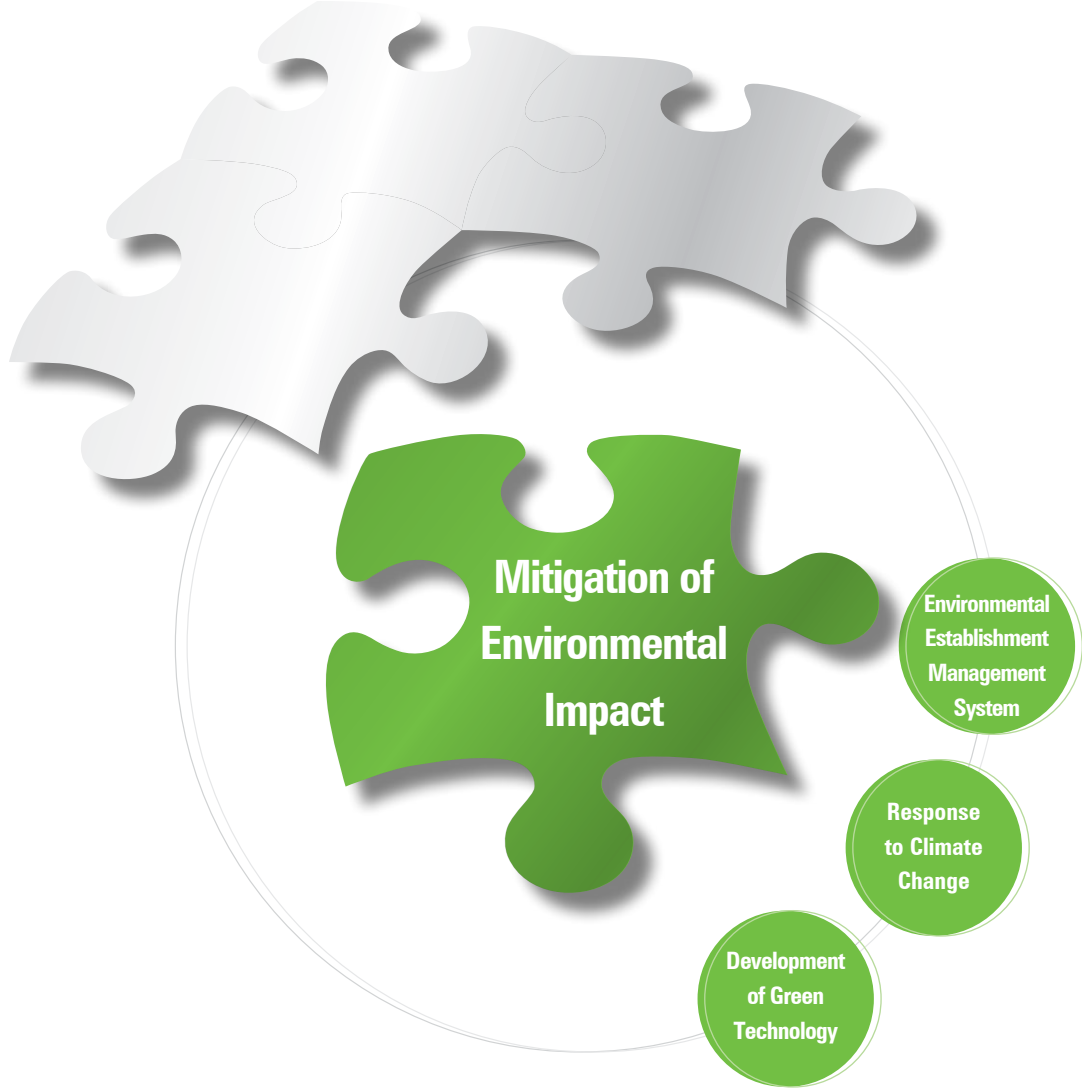 Mitigation of
Environmental
Impact
Environmental
Establishment
Management
System
Response
to Climate
Change
Development
of Green
Technology